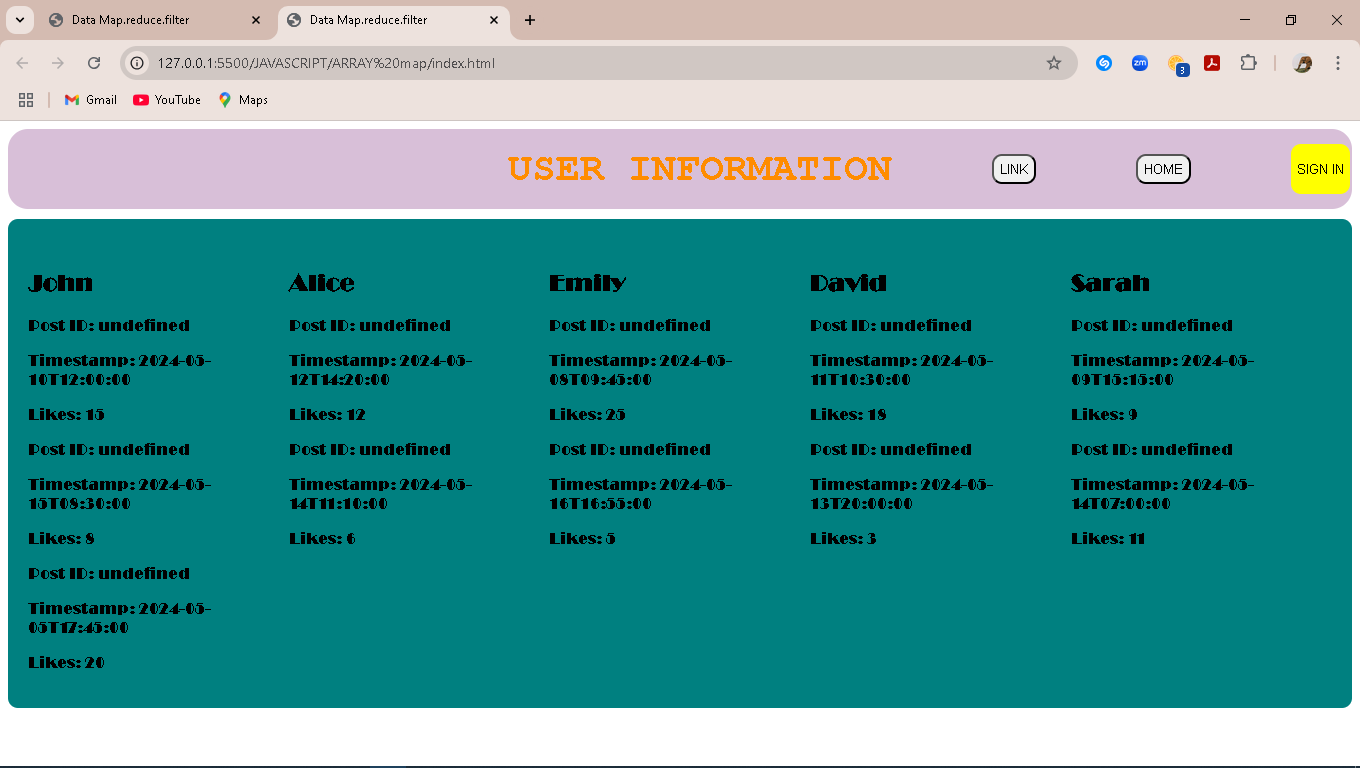 Data Map.reduce.filter
Data Map.reduce.filter
127.0.0.1:5500/JAVASCRIPT/ARRAY%20map/index.html
zm
3
Gmail
YouTube
Maps
USER INFORMATION
LINK
HOME
SIGN IN
John
Post ID: undefined
Timestamp: 2024-05-
10T12:00:00
Likes: 15
Post ID: undefined
Timestamp: 2024-05-
15T08:30:00
Likes: 8
Post ID: undefined
Timestamp: 2024-05-
05T17:45:00
Likes: 20
Alice
Post ID: undefined
Timestamp: 2024-05-
12T14:20:00
Likes: 12
Post ID: undefined
Timestamp: 2024-05-
14T11:10:00
Likes: 6
Emily
Post ID: undefined
Timestamp: 2024-05-
08T09:45:00
Likes: 25
Post ID: undefined
Timestamp: 2024-05-
16T16:55:00
Likes: 5
David
Post ID: undefined
Timestamp: 2024-05-
11T10:30:00
Likes: 18
Post ID: undefined
Timestamp: 2024-05-
13T20:00:00
Likes: 3
Sarah
Post ID: undefined
Timestamp: 2024-05-
09T15:15:00
Likes: 9
Post ID: undefined
Timestamp: 2024-05-
14T07:00:00
Likes: 11